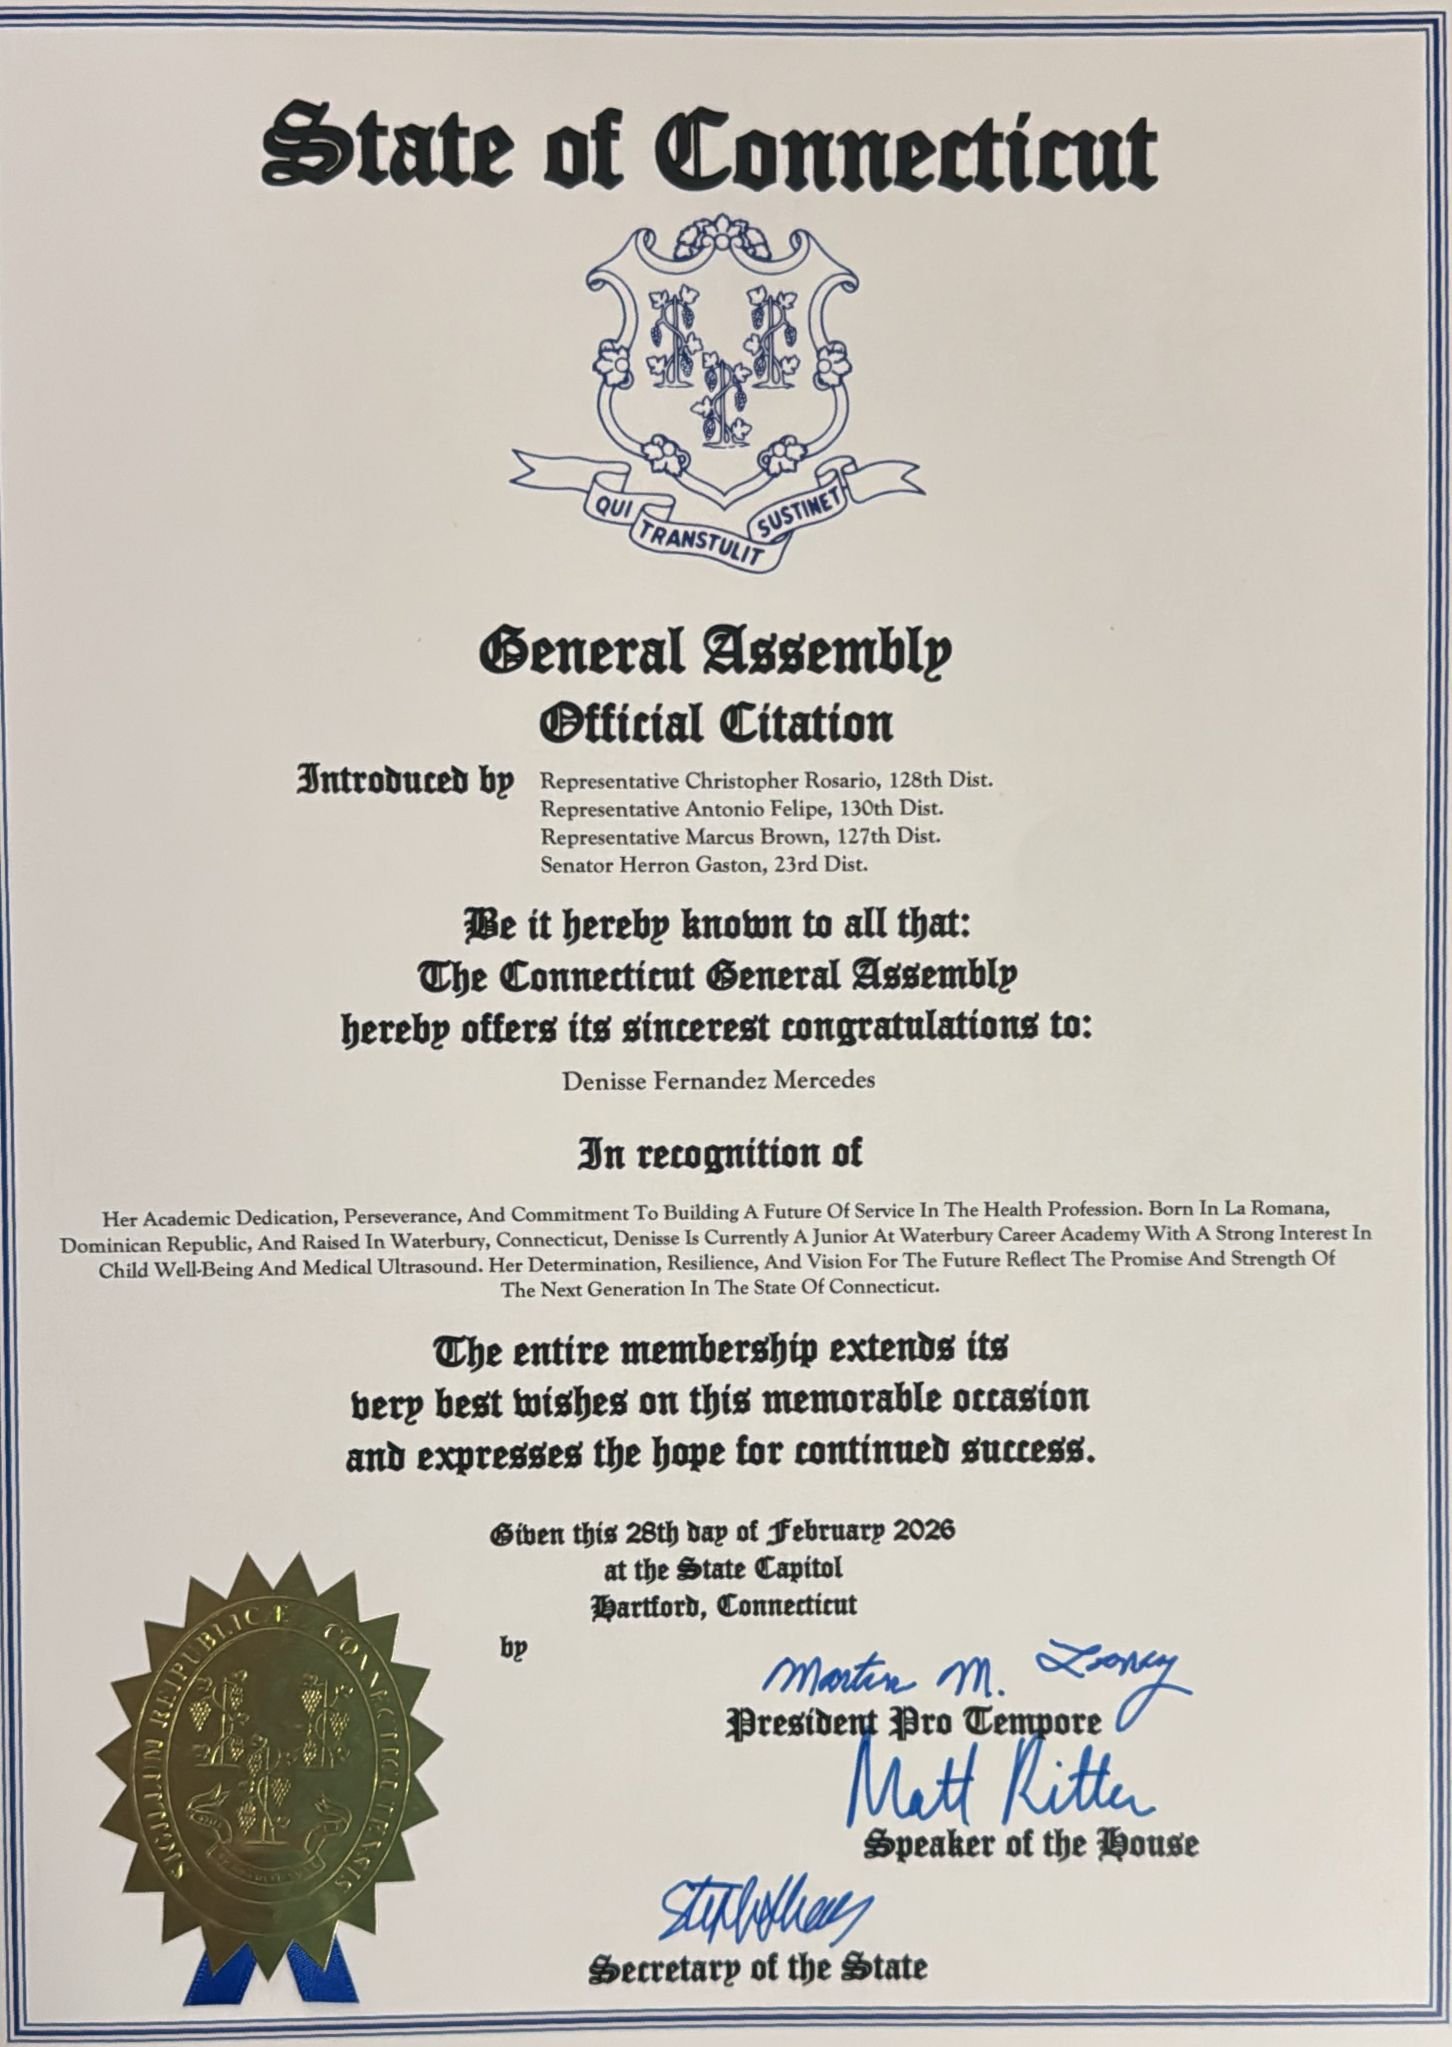 State of Connecticut
QUI TRANSTULIT SUSTINET
General Assembly
Official Citation
Introduced by Representative Christopher Rosario, 128th Dist.
Representative Antonio Felipe, 130th Dist.
Representative Marcus Brown, 127th Dist.
Senator Herron Gaston, 23rd Dist.
Be it hereby known to all that:
The Connecticut General Assembly
hereby offers its sincerest congratulations to:
Denisse Fernandez Mercedes
In recognition of
Her Academic Dedication, Perseverance, And Commitment To Building A Future Of Service In The Health Profession. Born In La Romana,
Dominican Republic, And Raised In Waterbury, Connecticut, Denisse Is Currently A Junior At Waterbury Career Academy With A Strong Interest In
Child Well-Being And Medical Ultrasound. Her Determination, Resilience, And Vision For The Future Reflect The Promise And Strength Of
The Next Generation In The State Of Connecticut.
The entire membership extends its
very best wishes on this memorable occasion
and expresses the hope for continued success.
Given this 28th day of February 2026
at the State Capitol
Hartford, Connecticut
by
Martin M. Looney
President Pro Tempore
Matt Ritter
Speaker of the House
Secretary of the State
SIGILLUM REIPUBLICÆ CONNECTICUTENSIS